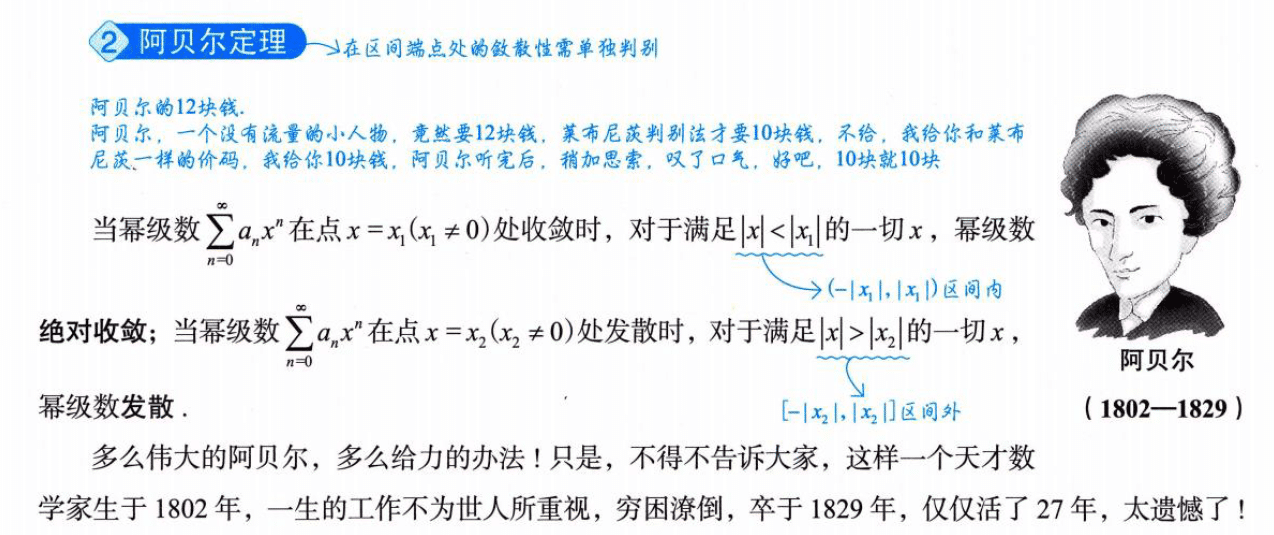 2 阿贝尔定理 在区间端点处的敛散性需单独判别
阿贝尔的12块钱.
阿贝尔，一个没有流量的小人物，竟然要12块钱，莱布尼茨判别法才要10块钱，不给，我给你和莱布
尼茨一样的价码，我给你10块钱，阿贝尔听完后，稍加思索，叹了口气，好吧，10块就10块
当幂级数 $\sum_{n=0}^{\infty} a_n x^n$ 在点 $x = x_1 (x_1 \neq 0)$ 处收敛时，对于满足 $|x| < |x_1|$ 的一切 $x$，幂级数
$(-|x_1|, |x_1|)$ 区间内
绝对收敛；当幂级数 $\sum_{n=0}^{\infty} a_n x^n$ 在点 $x = x_2 (x_2 \neq 0)$ 处发散时，对于满足 $|x| > |x_2|$ 的一切 $x$，
幂级数发散．
$[-|x_2|, |x_2|]$ 区间外
阿贝尔
（1802—1829）
多么伟大的阿贝尔，多么给力的办法！只是，不得不告诉大家，这样一个天才数
学家生于 1802 年，一生的工作不为世人所重视，穷困潦倒，卒于 1829 年，仅仅活了 27 年，太遗憾了！